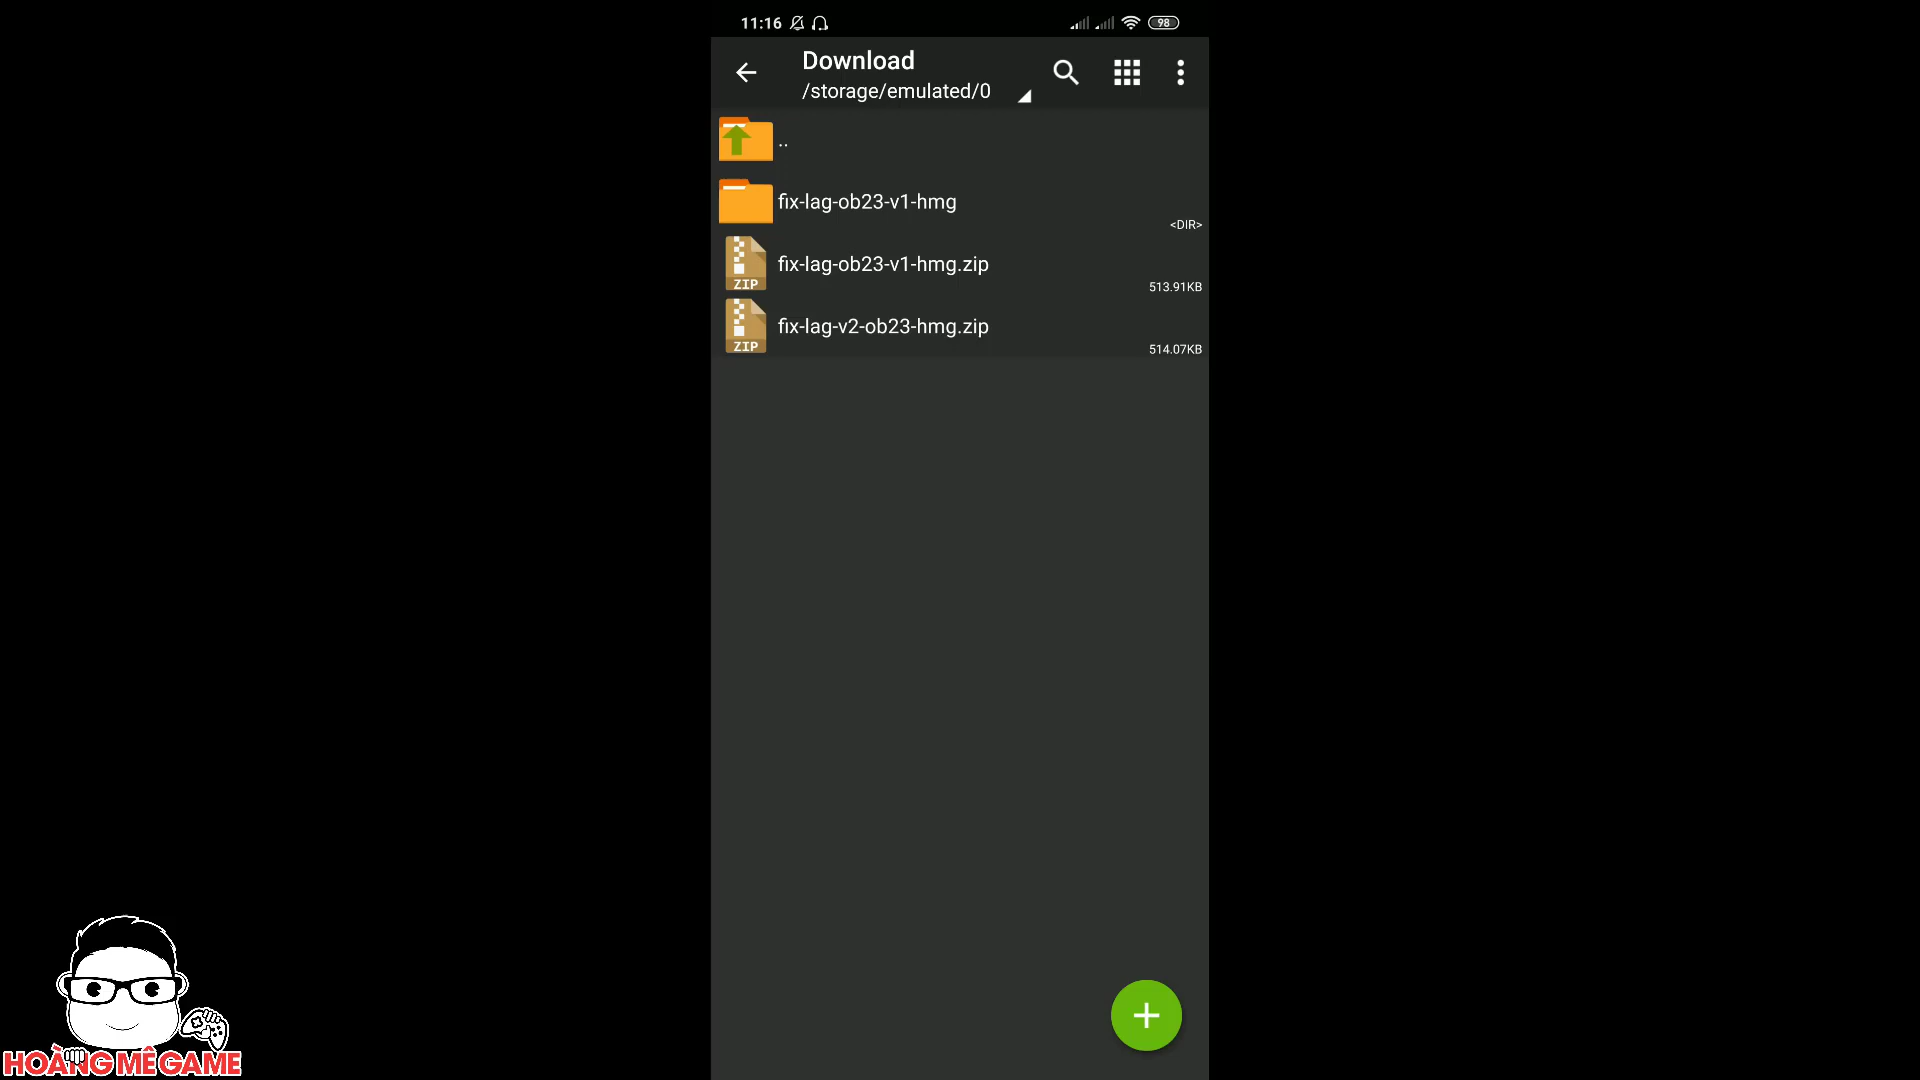 11:16
98
Download
/storage/emulated/0
..
fix-lag-ob23-v1-hmg
<DIR>
fix-lag-ob23-v1-hmg.zip
ZIP
513.91KB
fix-lag-v2-ob23-hmg.zip
ZIP
514.07KB
HOÀNG MÊ GAME